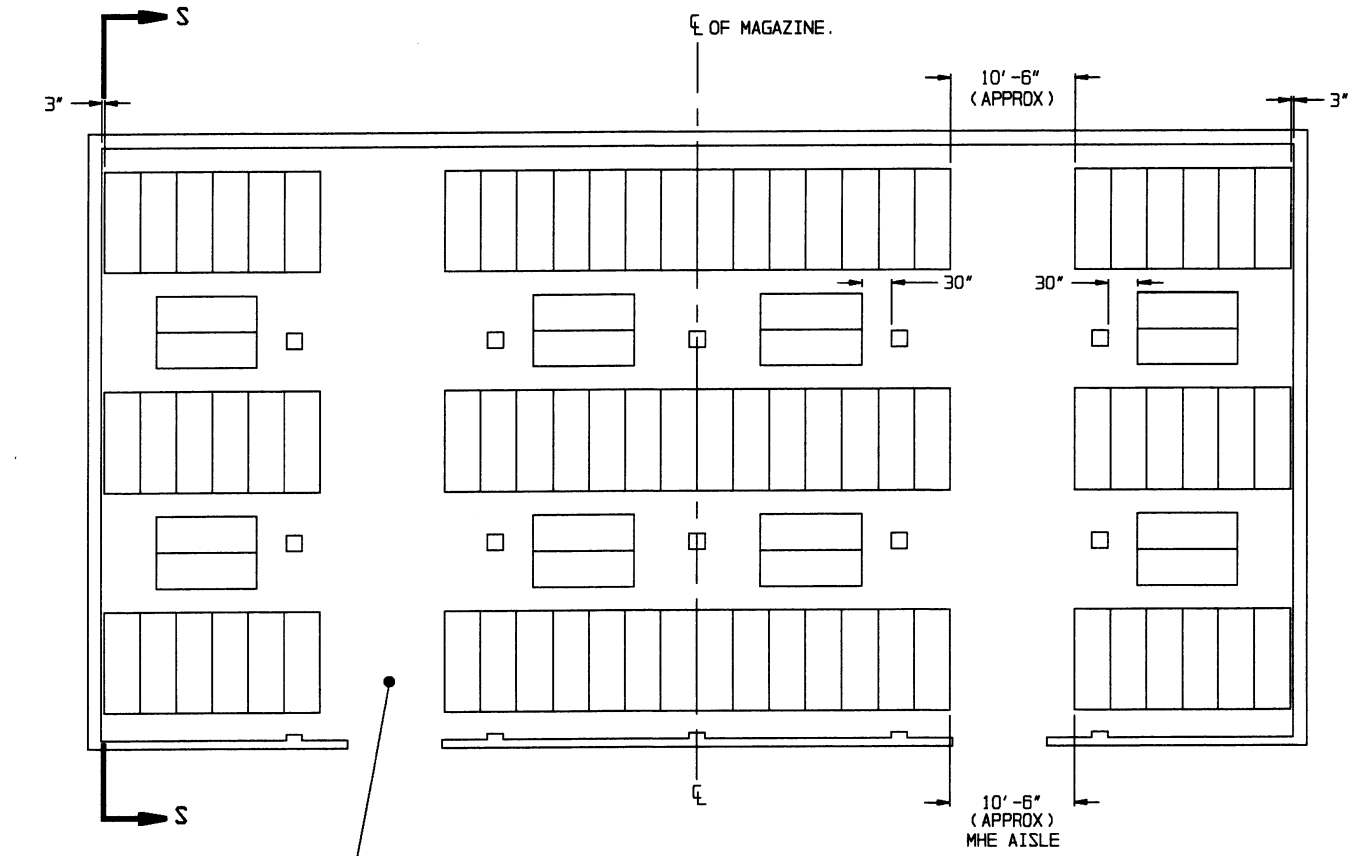 S
℄ OF MAGAZINE.
10'-6"
(APPROX)
3"
3"
30"
30"
℄
S
10'-6"
(APPROX)
MHE AISLE